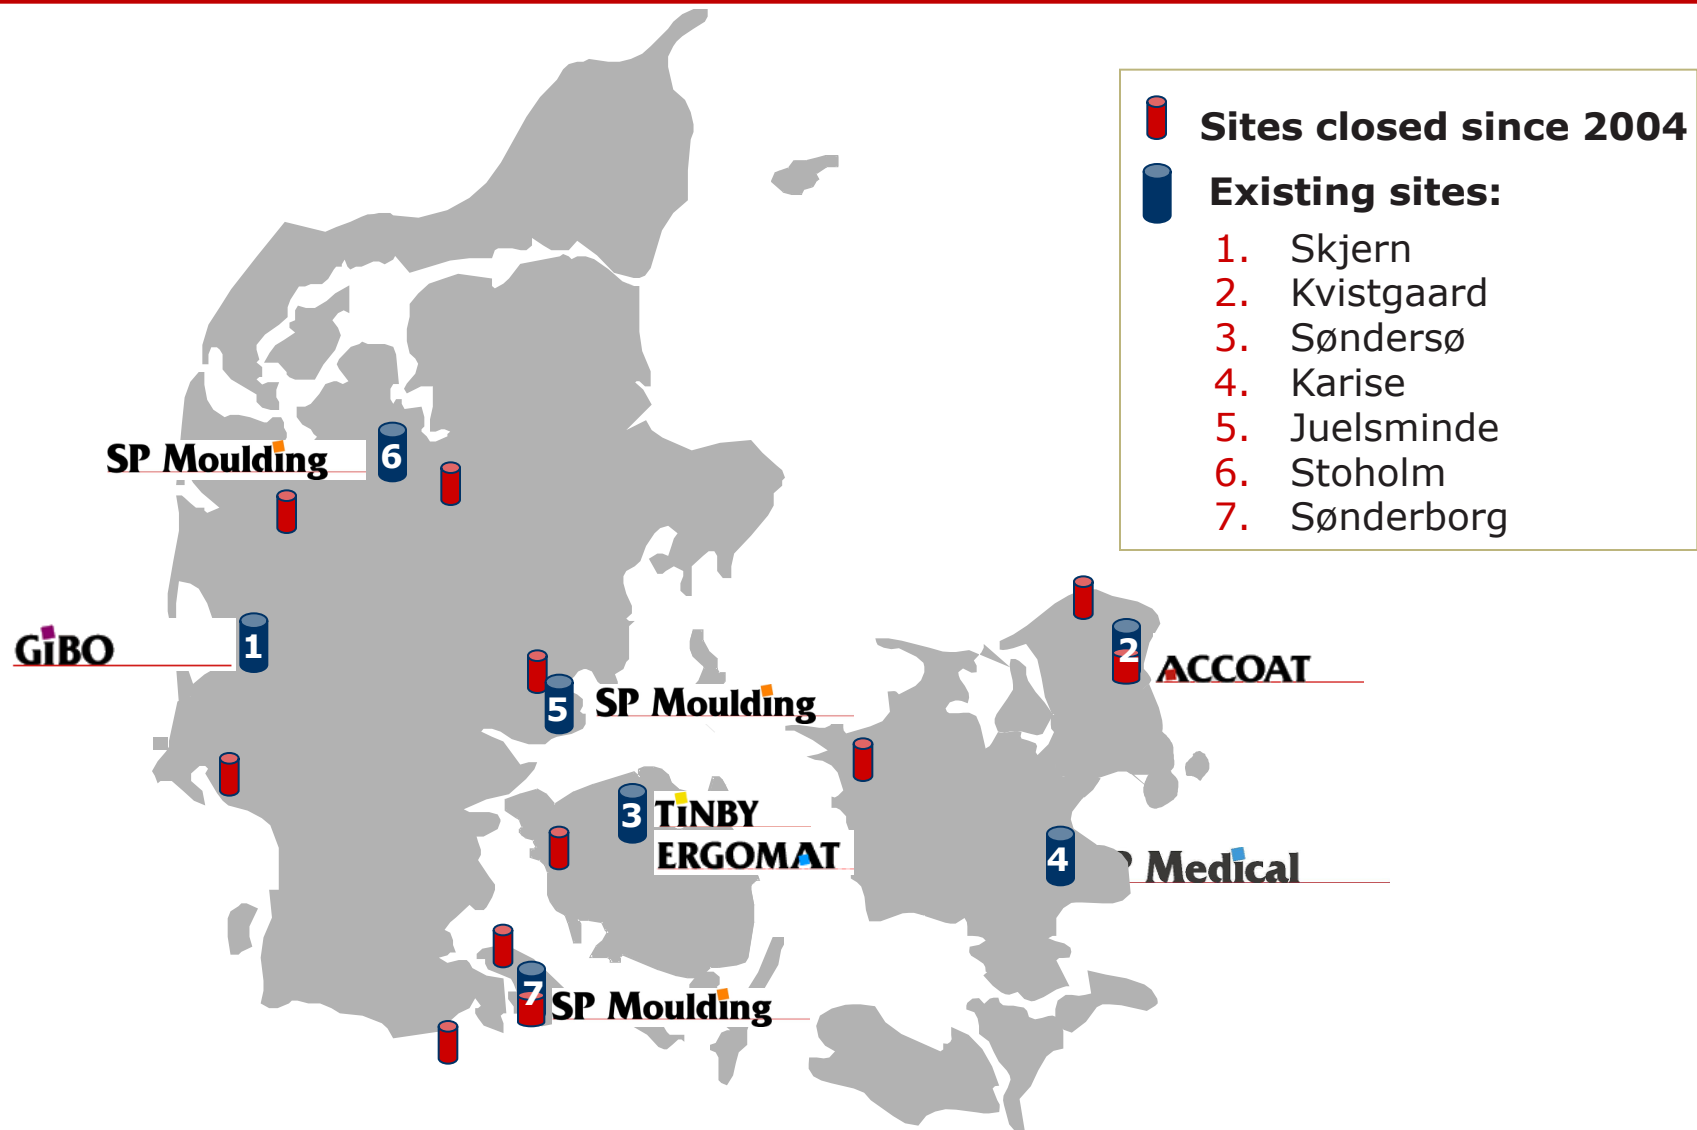 Sites closed since 2004
Existing sites:
1. Skjern
2. Kvistgaard
3. Søndersø
4. Karise
5. Juelsminde
6. Stoholm
7. Sønderborg
SP Moulding
6
GiBO
1
2
ACCOAT
5
SP Moulding
3
TiNBY
ERGOMAT
4
P Medical
7
SP Moulding